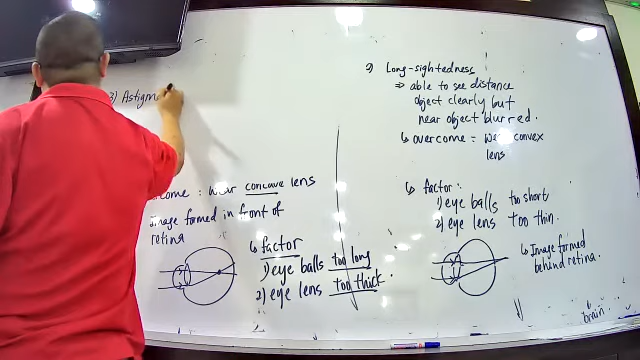 3) Astigm
ome : wear concave lens
Image formed in front of
retina
↳ factor
1) eye balls too long
2) eye lens too thick.
2) Long-sightedness
⇒ able to see distance
object clearly but
near object blurred.
↳ overcome = wear convex
lens
↳ factor :
1) eye balls too short
2) eye lens too thin.
↳ Image formed
behind retina.
brain